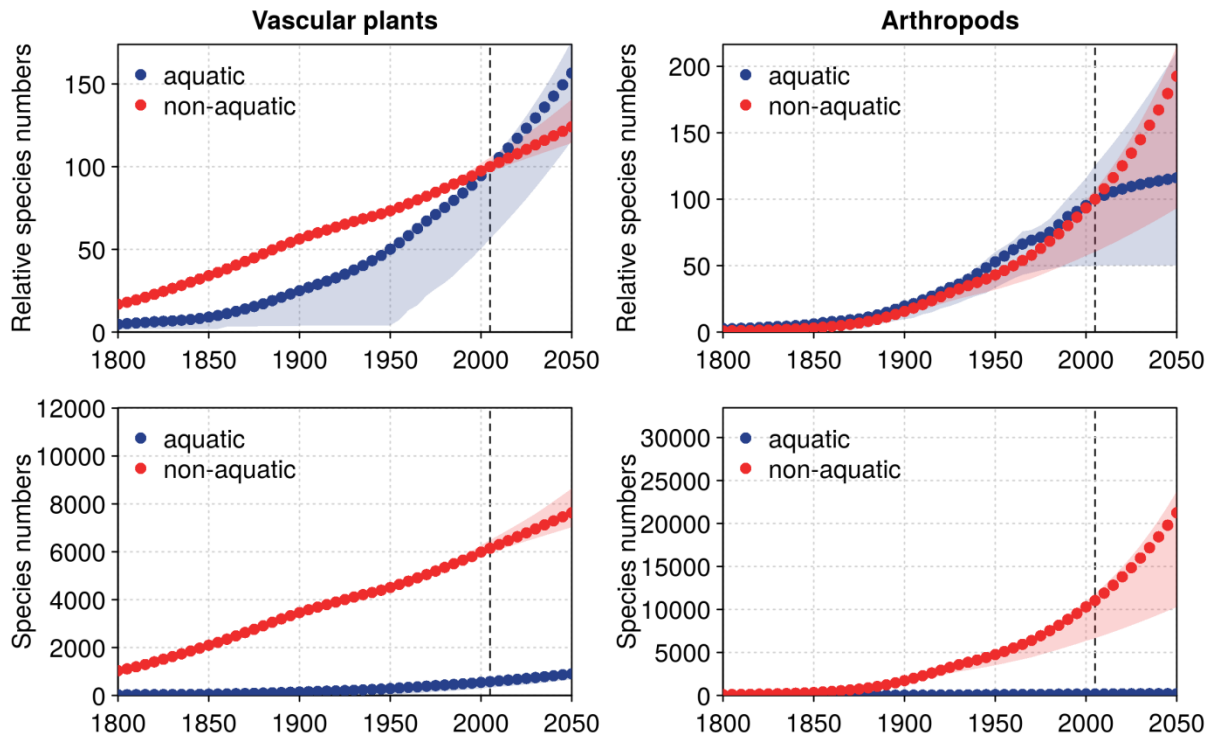 Vascular plants
Relative species numbers
150
100
50
0
aquatic
non-aquatic
1800 1850 1900 1950 2000 2050
Arthropods
Relative species numbers
200
150
100
50
0
aquatic
non-aquatic
1800 1850 1900 1950 2000 2050
Species numbers
12000
10000
8000
6000
4000
2000
0
aquatic
non-aquatic
1800 1850 1900 1950 2000 2050
Species numbers
30000
25000
20000
15000
10000
5000
0
aquatic
non-aquatic
1800 1850 1900 1950 2000 2050